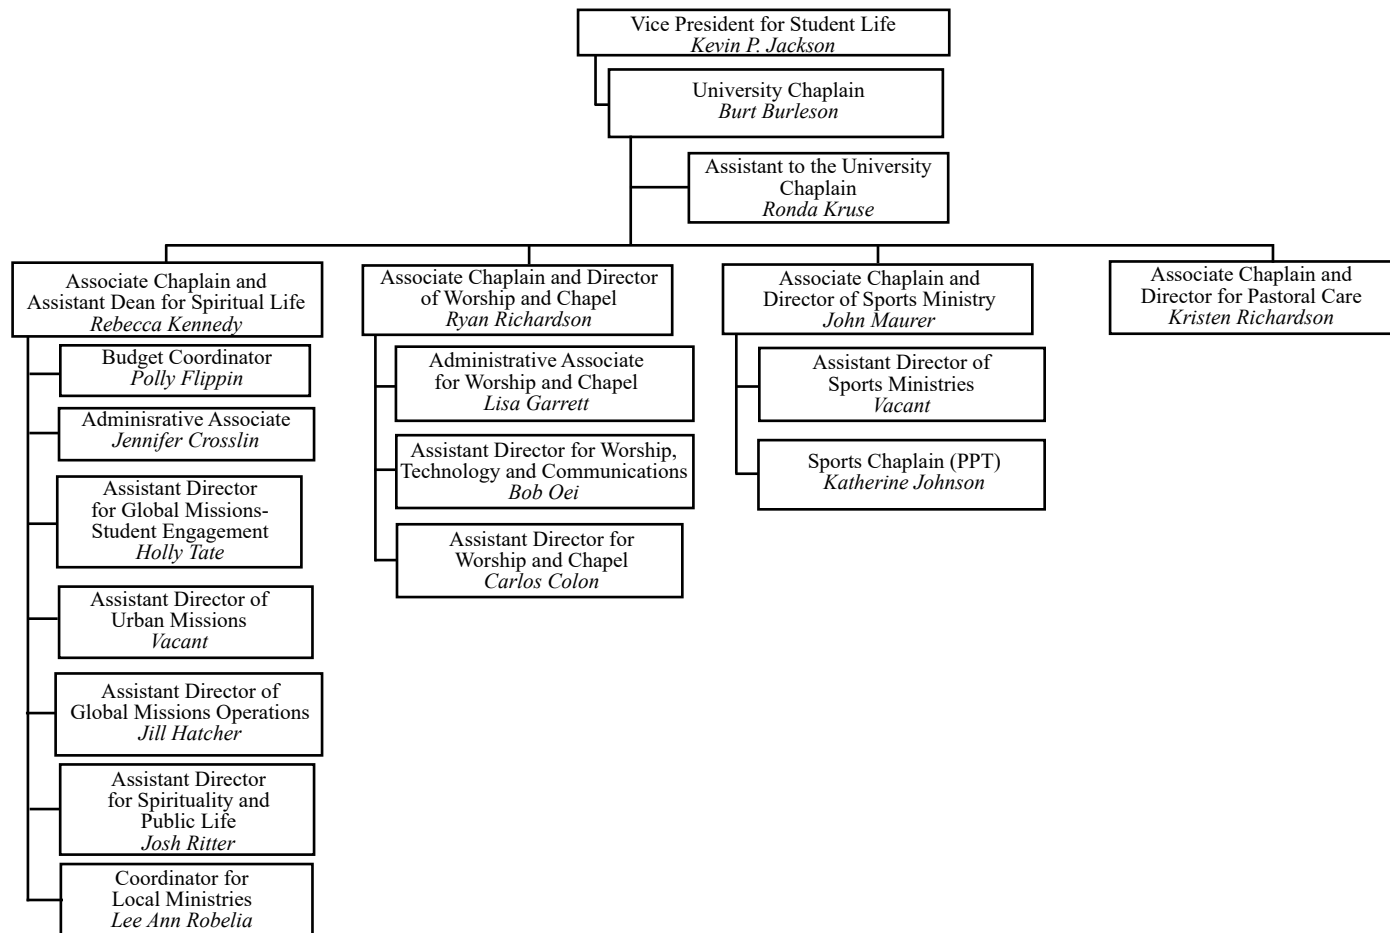 Vice President for Student Life
Kevin P. Jackson
University Chaplain
Burt Burleson
Assistant to the University
Chaplain
Ronda Kruse
Associate Chaplain and
Assistant Dean for Spiritual Life
Rebecca Kennedy
Budget Coordinator
Polly Flippin
Adminisrative Associate
Jennifer Crosslin
Assistant Director
for Global Missions-
Student Engagement
Holly Tate
Assistant Director of
Urban Missions
Vacant
Assistant Director of
Global Missions Operations
Jill Hatcher
Assistant Director
for Spirituality and
Public Life
Josh Ritter
Coordinator for
Local Ministries
Lee Ann Robelia
Associate Chaplain and Director
of Worship and Chapel
Ryan Richardson
Administrative Associate
for Worship and Chapel
Lisa Garrett
Assistant Director for Worship,
Technology and Communications
Bob Oei
Assistant Director for
Worship and Chapel
Carlos Colon
Associate Chaplain and
Director of Sports Ministry
John Maurer
Assistant Director of
Sports Ministries
Vacant
Sports Chaplain (PPT)
Katherine Johnson
Associate Chaplain and
Director for Pastoral Care
Kristen Richardson